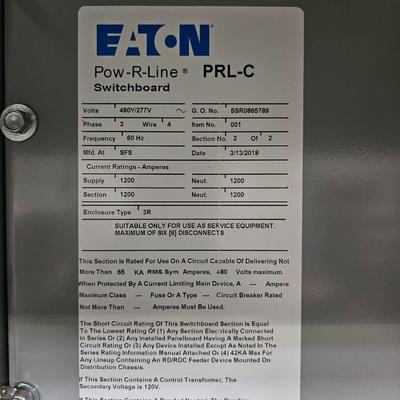 EATON
Pow-R-Line ® PRL-C
Switchboard
Volts 480Y/277V ~ G. O. No. SSR0865789
Phase 3 Wire 4 Item No. 001
Frequency 60 Hz Section No. 2 Of 2
Mfd. At SFS Date 3/13/2018
Current Ratings - Amperes
Supply 1200 Neut. 1200
Section 1200 Neut. 1200
Enclosure Type 3R
SUITABLE ONLY FOR USE AS SERVICE EQUIPMENT.
MAXIMUM OF SIX [6] DISCONNECTS
This Section Is Rated For Use On A Circuit Capable Of Delivering Not
More Than 65 KA RMS Sym Amperes, 480 Volts maximum.
When Protected By A Current Limiting Main Device, A --- Ampere
Maximum Class --- Fuse Or A Type --- Circuit Breaker Rated
Not More Than --- Amperes Must Be Used.
The Short Circuit Rating Of This Switchboard Section Is Equal
To The Lowest Rating Of (1) Any Section Electrically Connected
In Series Or (2) Any Installed Panelboard Having A Marked Short
Circuit Rating Or (3) Any Device Installed Except As Noted In The
Series Rating Information Manual Attached Or (4) 42KA Max For
Any Lineup Containing An RD/RDC Feeder Device Mounted On
Distribution Chassis.
If This Section Contains A Control Transformer, The
Secondary Voltage Is 120V.